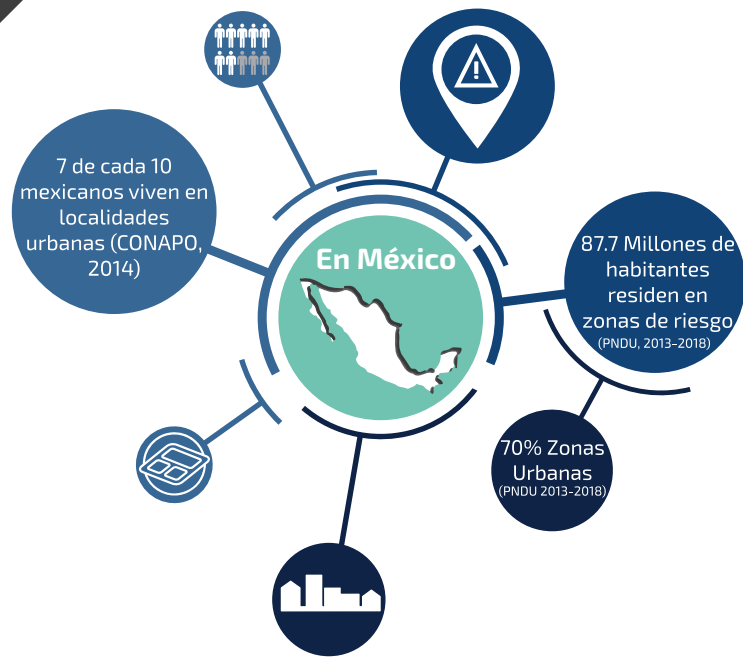 7 de cada 10
mexicanos viven en
localidades
urbanas (CONAPO,
2014)
En México
87.7 Millones de
habitantes
residen en
zonas de riesgo
(PNDU, 2013-2018)
70% Zonas
Urbanas
(PNDU 2013-2018)